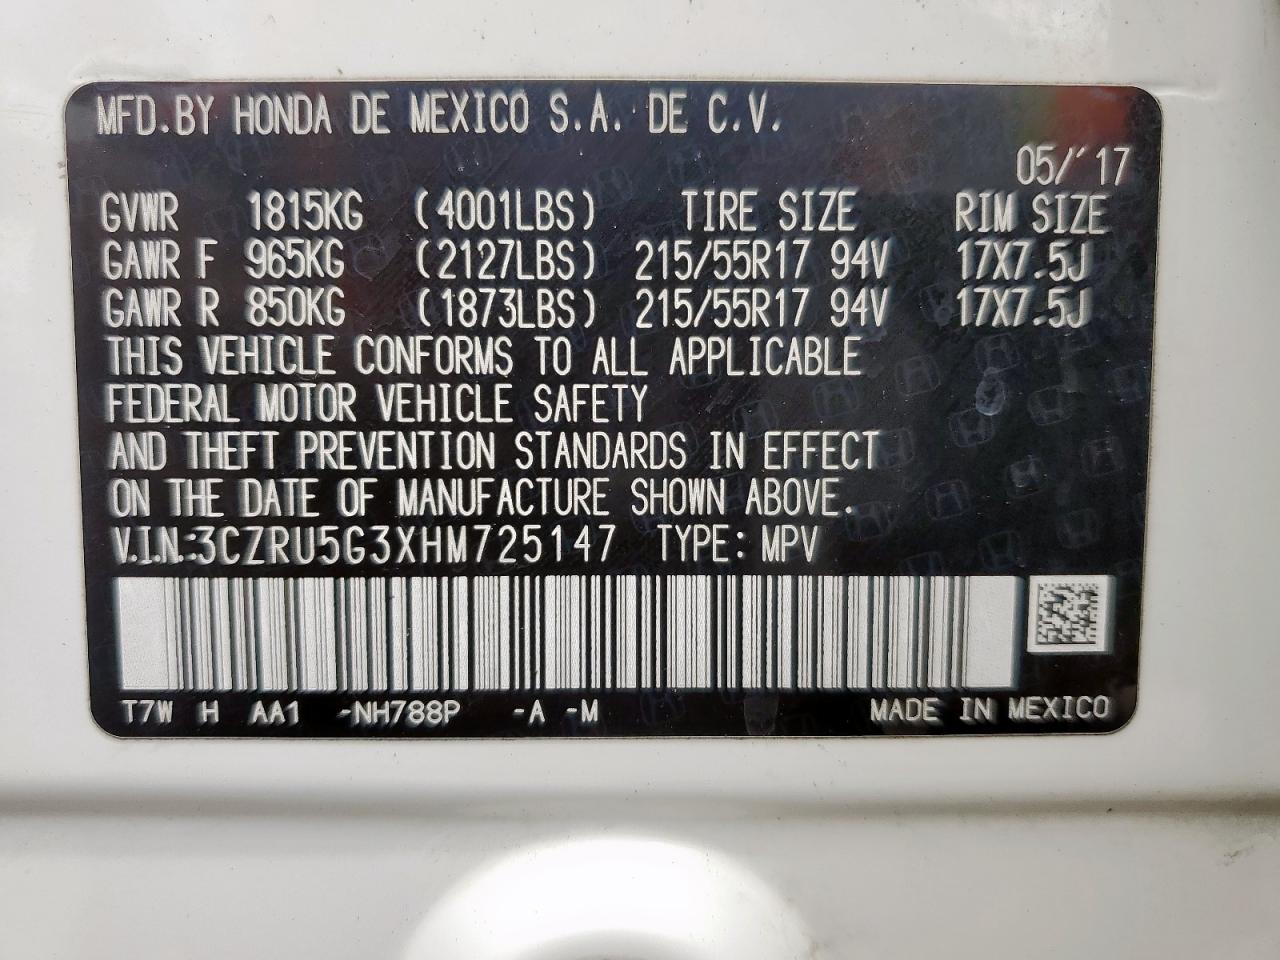 MFD.BY HONDA DE MEXICO S.A. DE C.V.
05/'17
GVWR 1815KG (4001LBS) TIRE SIZE RIM SIZE
GAWR F 965KG (2127LBS) 215/55R17 94V 17X7.5J
GAWR R 850KG (1873LBS) 215/55R17 94V 17X7.5J
THIS VEHICLE CONFORMS TO ALL APPLICABLE
FEDERAL MOTOR VEHICLE SAFETY
AND THEFT PREVENTION STANDARDS IN EFFECT
ON THE DATE OF MANUFACTURE SHOWN ABOVE.
V.I.N.:3CZRU5G3XHM725147 TYPE: MPV
T7W H AA1 -NH788P -A -M MADE IN MEXICO